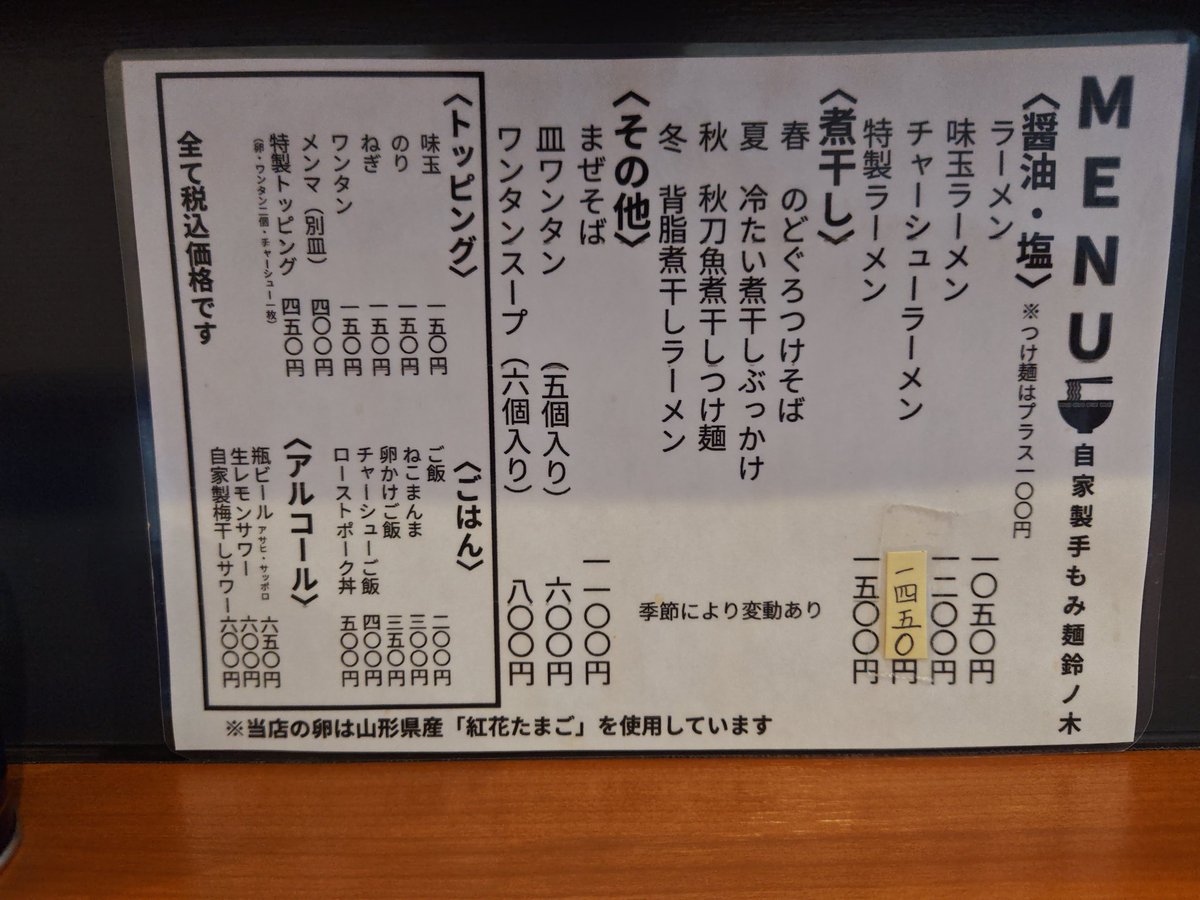 MENU 自家製手もみ麺鈴ノ木
〈醤油・塩〉※つけ麺はプラス一〇〇円
ラーメン 一〇五〇円
味玉ラーメン 一二〇〇円
チャーシューラーメン 一四五〇円
特製ラーメン 一五〇〇円
〈煮干し〉
春 のどぐろつけそば
夏 冷たい煮干しぶっかけ
秋 秋刀魚煮干しつけ麺
冬 背脂煮干しラーメン
季節により変動あり
〈その他〉
まぜそば 一一〇〇円
皿ワンタン（五個入り） 六〇〇円
ワンタンスープ（六個入り） 八〇〇円
〈トッピング〉
味玉 一五〇円
のり 一五〇円
ねぎ 一五〇円
ワンタン 一五〇円
メンマ（別皿） 四〇〇円
特製トッピング 四五〇円
（卵・ワンタン二個・チャーシュー一枚）
〈ごはん〉
ご飯 二〇〇円
ねこまんま 三〇〇円
卵かけご飯 三五〇円
チャーシューご飯 四〇〇円
ローストポーク丼 五〇〇円
〈アルコール〉
瓶ビール アサヒ・サッポロ 六五〇円
生レモンサワー 六〇〇円
自家製梅干しサワー 六〇〇円
全て税込価格です
※当店の卵は山形県産「紅花たまご」を使用しています